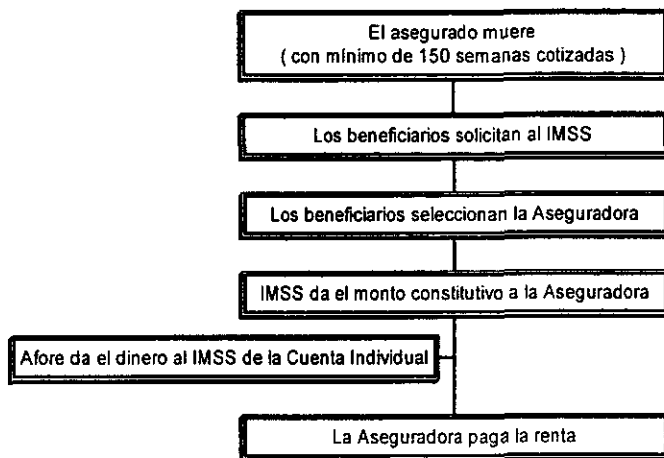 El asegurado muere
( con mínimo de 150 semanas cotizadas )
Los beneficiarios solicitan al IMSS
Los beneficiarios seleccionan la Aseguradora
IMSS da el monto constitutivo a la Aseguradora
Afore da el dinero al IMSS de la Cuenta Individual
La Aseguradora paga la renta